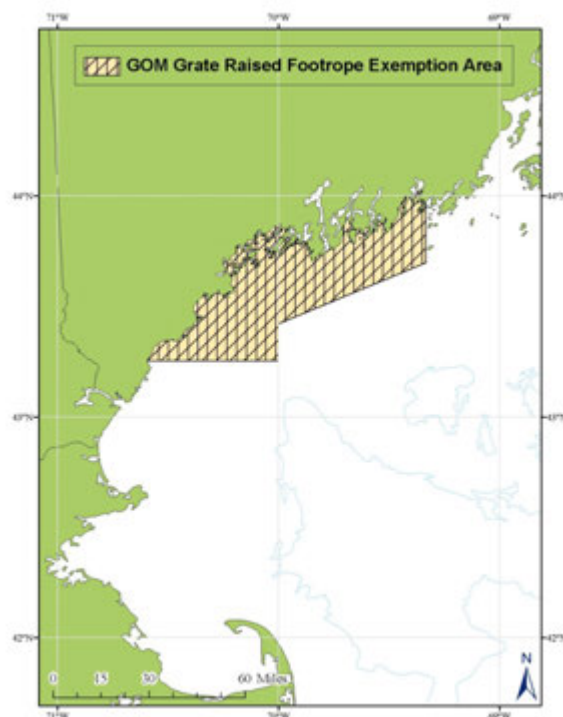 71°W 70°W 69°W
GOM Grate Raised Footrope Exemption Area
44°N 44°N
43°N 43°N
42°N 42°N
N
0 15 30 60 Miles
71°W 70°W 69°W